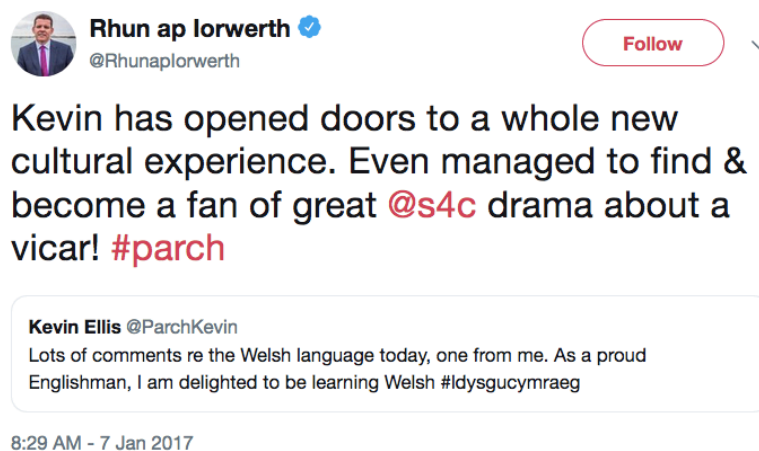 Rhun ap Iorwerth
@RhunapIorwerth
Follow
Kevin has opened doors to a whole new
cultural experience. Even managed to find &
become a fan of great @s4c drama about a
vicar! #parch
Kevin Ellis @ParchKevin
Lots of comments re the Welsh language today, one from me. As a proud
Englishman, I am delighted to be learning Welsh #ldysgucymraeg
8:29 AM - 7 Jan 2017